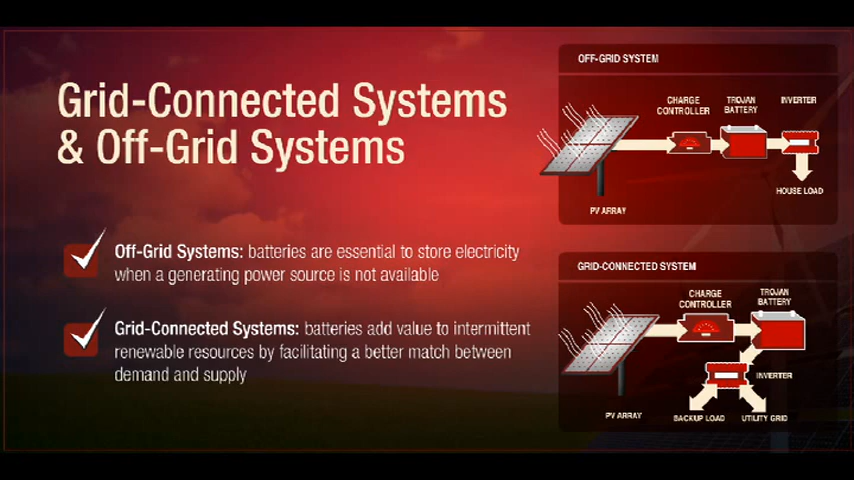 Grid-Connected Systems
& Off-Grid Systems
Off-Grid Systems: batteries are essential to store electricity
when a generating power source is not available
Grid-Connected Systems: batteries add value to intermittent
renewable resources by facilitating a better match between
demand and supply
OFF-GRID SYSTEM
CHARGE
CONTROLLER
TROJAN
BATTERY
INVERTER
HOUSE LOAD
PV ARRAY
GRID-CONNECTED SYSTEM
CHARGE
CONTROLLER
TROJAN
BATTERY
INVERTER
PV ARRAY
BACKUP LOAD
UTILITY GRID